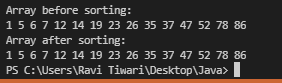 Array before sorting:
1 5 6 7 12 14 19 23 26 35 37 47 52 78 86
Array after sorting:
1 5 6 7 12 14 19 23 26 35 37 47 52 78 86
PS C:\Users\Ravi Tiwari\Desktop\Java>